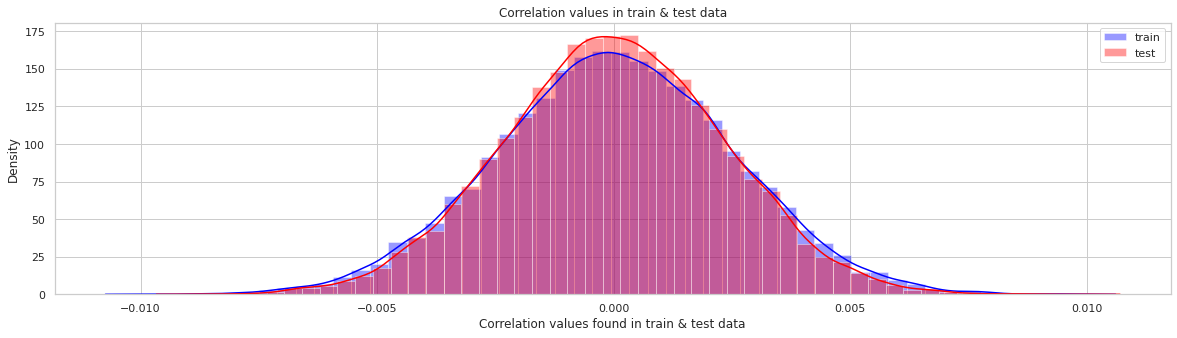 Correlation values in train & test data
train
test
Density
175
150
125
100
75
50
25
0
−0.010
−0.005
0.000
0.005
0.010
Correlation values found in train & test data